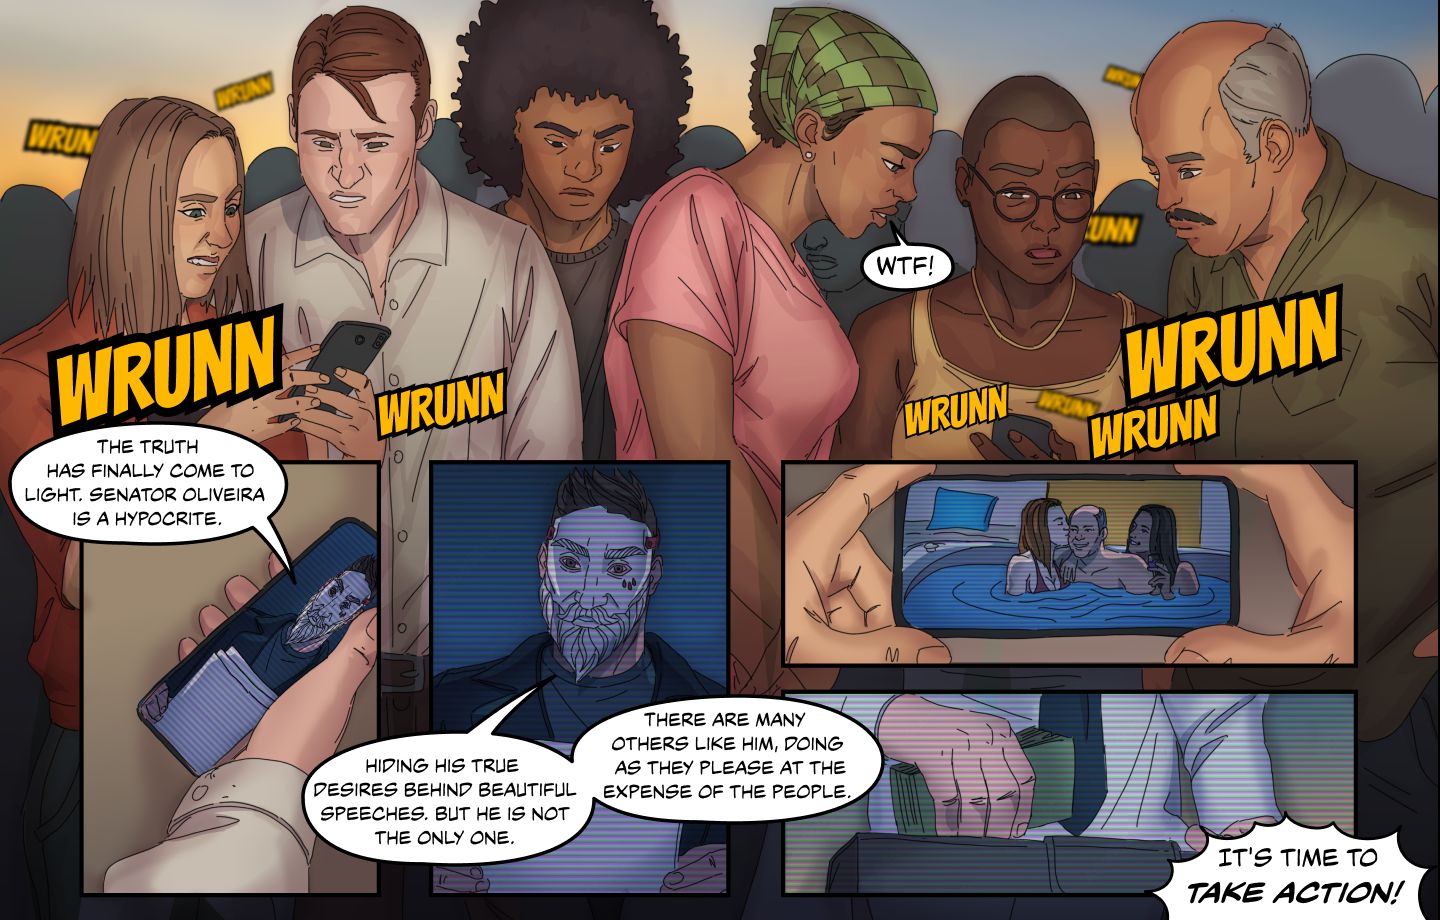 WRUNN
WRUN
WRUN
WTF!
WRUNN
WRUNN
WRUNN
WRUNN
WRUNN
WRUNN
THE TRUTH
HAS FINALLY COME TO
LIGHT. SENATOR OLIVEIRA
IS A HYPOCRITE.
HIDING HIS TRUE
DESIRES BEHIND BEAUTIFUL
SPEECHES. BUT HE IS NOT
THE ONLY ONE.
THERE ARE MANY
OTHERS LIKE HIM, DOING
AS THEY PLEASE AT THE
EXPENSE OF THE PEOPLE.
IT'S TIME TO
TAKE ACTION!